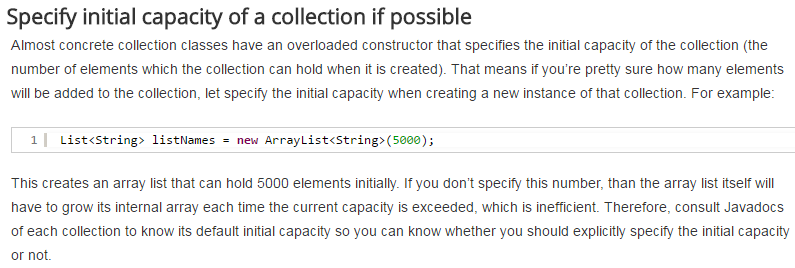 Specify initial capacity of a collection if possible
Almost concrete collection classes have an overloaded constructor that specifies the initial capacity of the collection (the
number of elements which the collection can hold when it is created). That means if you're pretty sure how many elements
will be added to the collection, let specify the initial capacity when creating a new instance of that collection. For example:
1 List<String> listNames = new ArrayList<String>(5000);
This creates an array list that can hold 5000 elements initially. If you don't specify this number, than the array list itself will
have to grow its internal array each time the current capacity is exceeded, which is inefficient. Therefore, consult Javadocs
of each collection to know its default initial capacity so you can know whether you should explicitly specify the initial capacity
or not.